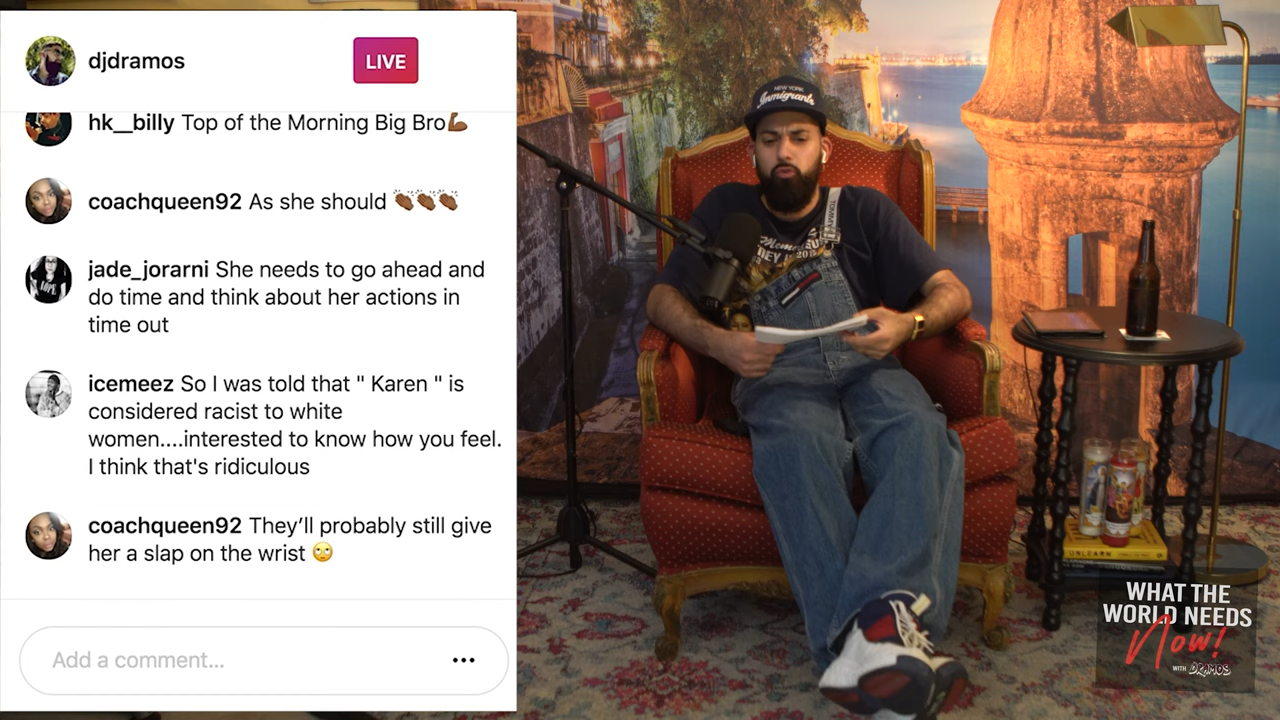 djdramos
LIVE
hk__billy Top of the Morning Big Bro💪🏾
coachqueen92 As she should 👏🏾👏🏾👏🏾
jade_jorarni She needs to go ahead and
do time and think about her actions in
time out
icemeez So I was told that " Karen " is
considered racist to white
women....interested to know how you feel.
I think that's ridiculous
coachqueen92 They’ll probably still give
her a slap on the wrist 🙄
Add a comment...
NEW YORK
Immigrants
UNLEARN
WHAT THE
WORLD NEEDS
Now!
WITH DRAMOS